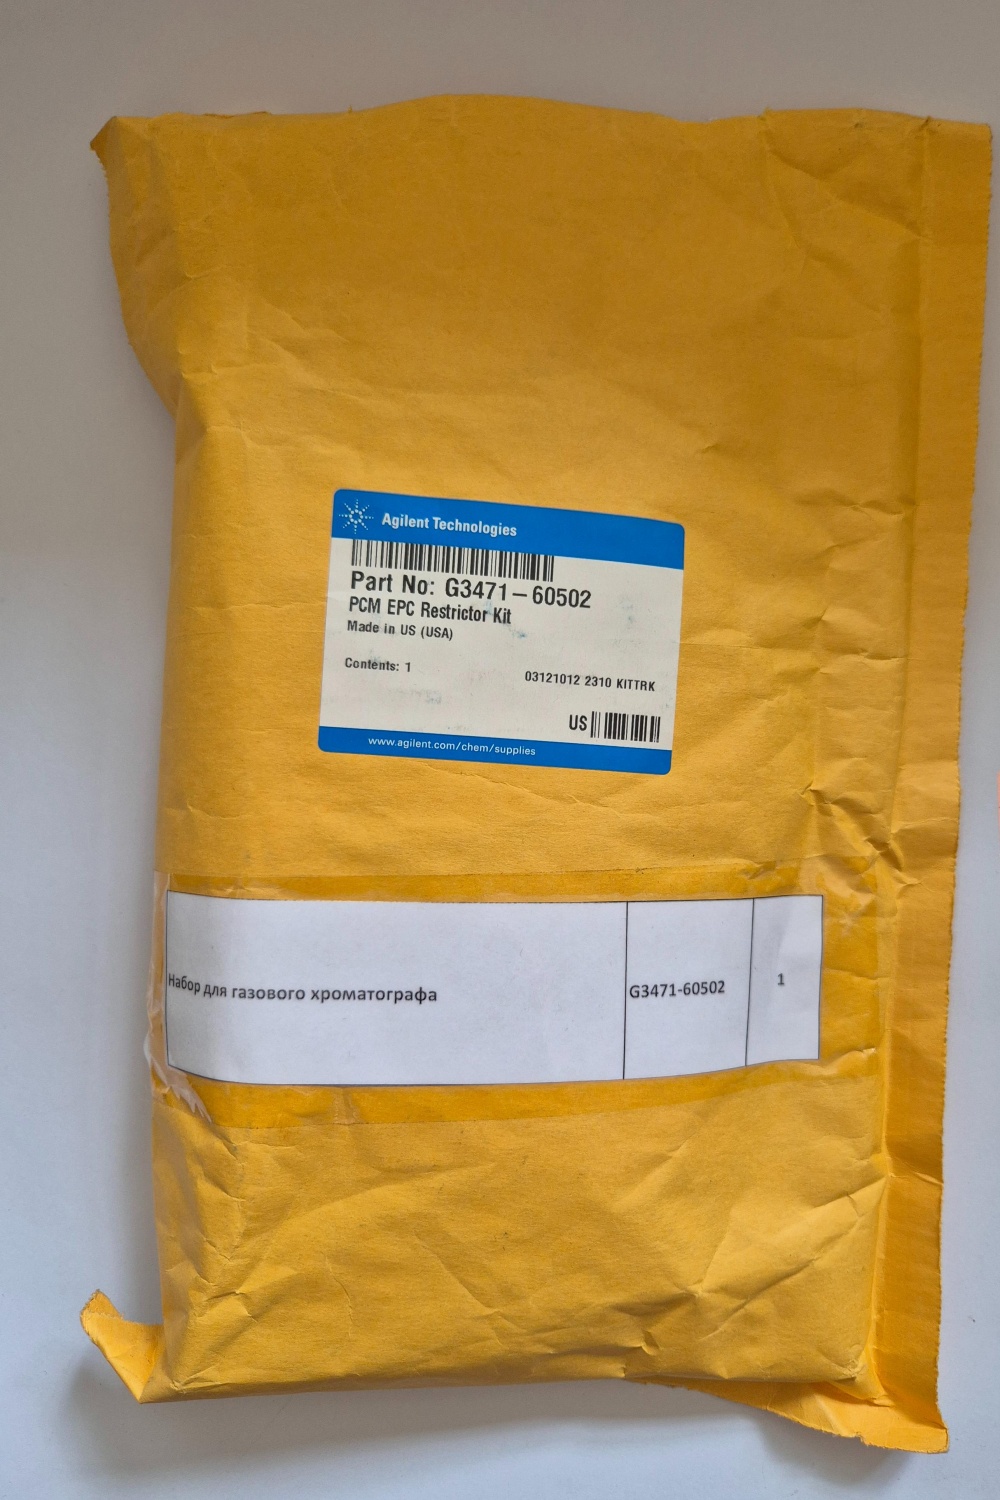 Agilent Technologies
Part No: G3471-60502
PCM EPC Restrictor Kit
Made in US (USA)
Contents: 1
03121012 2310 KITTRK
US
www.agilent.com/chem/supplies
Набор для газового хроматографа G3471-60502 1